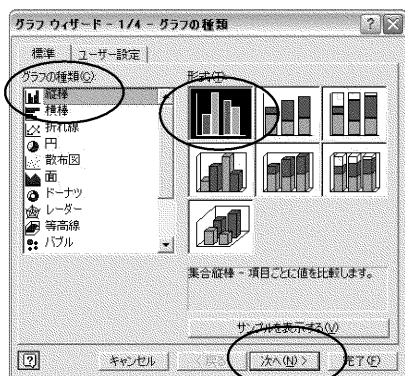 グラフ ウィザード - 1/4 - グラフの種類
標準 ユーザー設定
グラフの種類(C): 形式(T):
縦棒
横棒
折れ線
円
散布図
面
ドーナツ
レーダー
等高線
バブル
集合縦棒 - 項目ごとに値を比較します。
サンプルを表示する(V)
キャンセル < 戻る 次へ(N) > 完了(F)